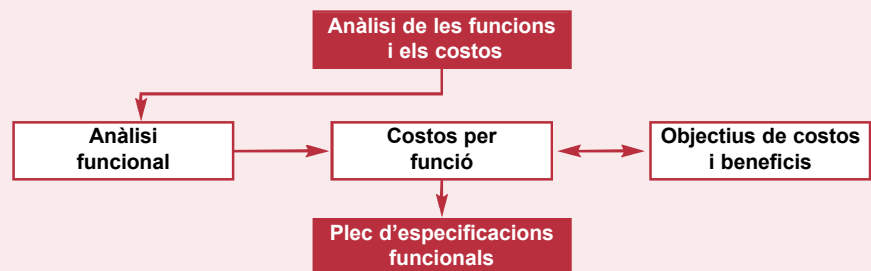 Anàlisi de les funcions
i els costos
Anàlisi
funcional
Costos per
funció
Objectius de costos
i beneficis
Plec d’especificacions
funcionals